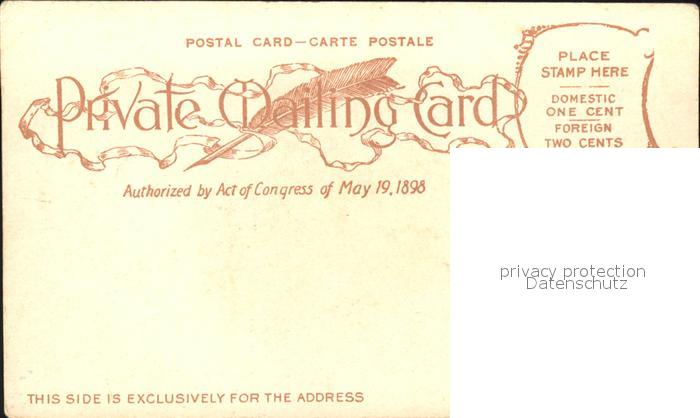 POSTAL CARD—CARTE POSTALE
Private Mailing Card
Authorized by Act of Congress of May 19, 1898
PLACE
STAMP HERE
DOMESTIC
ONE CENT
FOREIGN
TWO CENTS
privacy protection
Datenschutz
THIS SIDE IS EXCLUSIVELY FOR THE ADDRESS